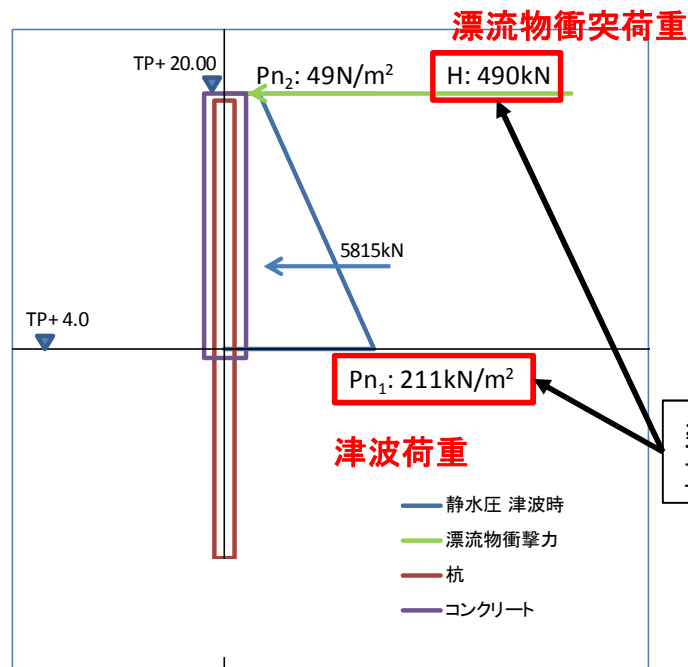 漂流物衝突荷重
TP+ 20.00
Pn₂: 49N/m²
H: 490kN
5815kN
TP+ 4.0
Pn₁: 211kN/m²
津波荷重
静水圧 津波時
漂流物衝撃力
杭
コンクリート